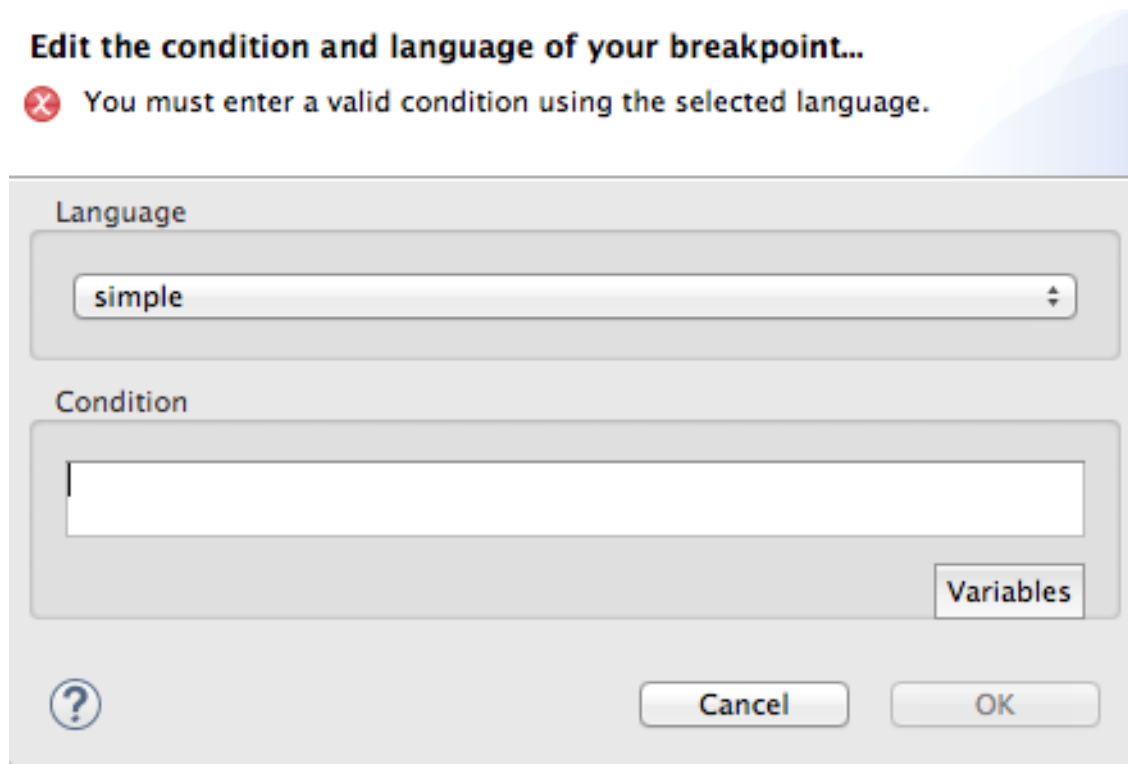 Edit the condition and language of your breakpoint...
You must enter a valid condition using the selected language.
Language
simple
Condition
Variables
?
Cancel
OK